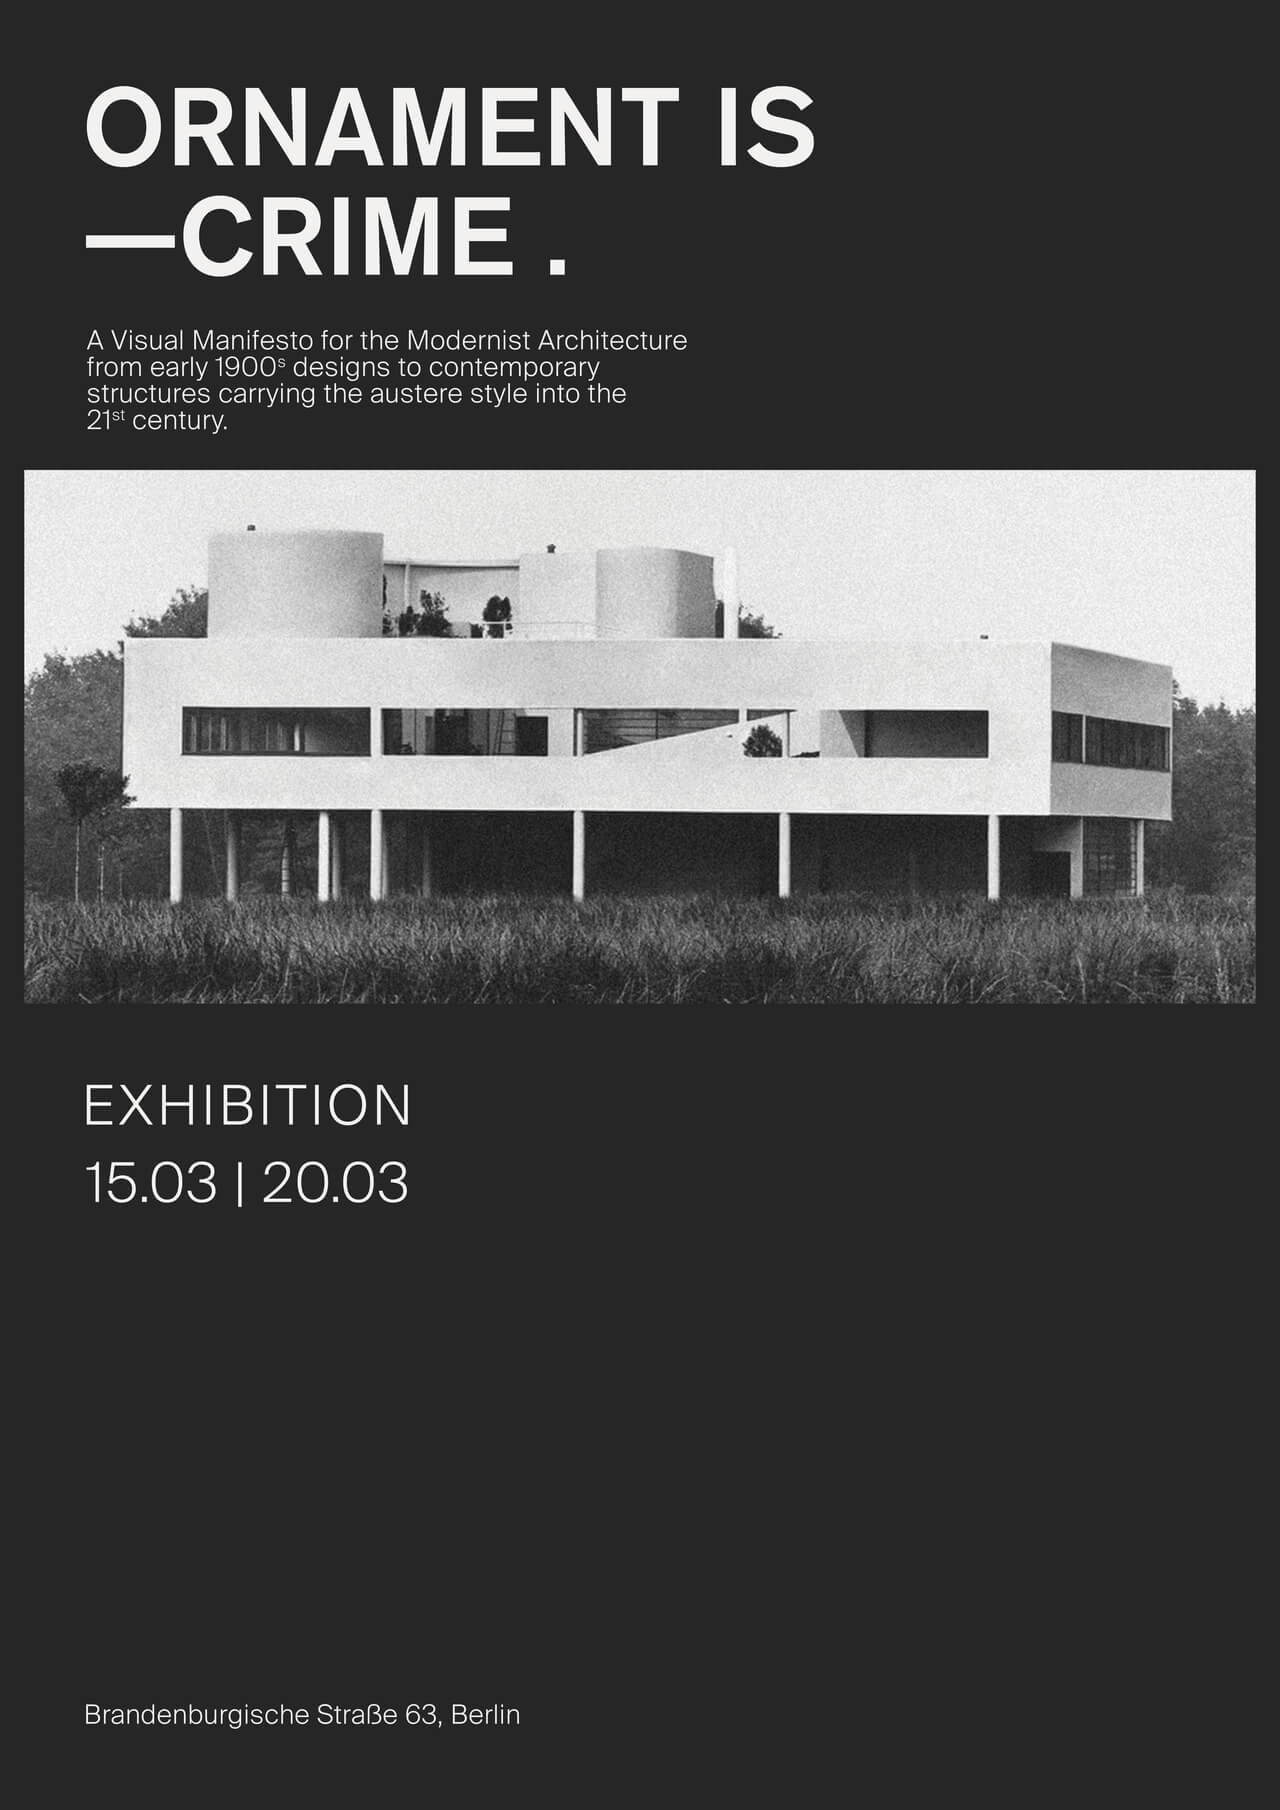 ORNAMENT IS
—CRIME .
A Visual Manifesto for the Modernist Architecture
from early 1900ˢ designs to contemporary
structures carrying the austere style into the
21ˢᵗ century.
EXHIBITION
15.03 | 20.03
Brandenburgische Straße 63, Berlin